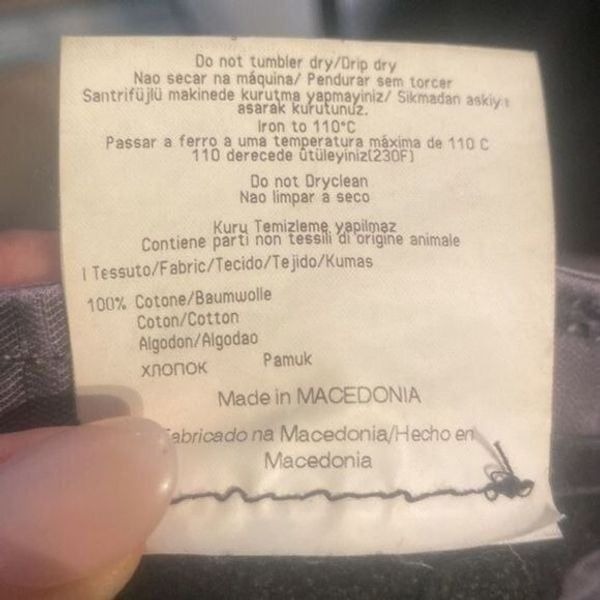 Do not tumbler dry/Drip dry
Nao secar na máquina/ Pendurar sem torcer
Santrifüjlü makinede kurutma yapmayiniz/ Sikmadan askiya
asarak kurutunuz.
Iron to 110°C
Passar a ferro a uma temperatura máxima de 110 C
110 derecede ûtüleyiniz(230F)
Do not Dryclean
Nao limpar a seco
Kuru Temizleme yapilmaz
Contiene parti non tessili di origine animale
I Tessuto/Fabric/Tecido/Tejido/Kumas
100% Cotone/Baumwolle
Coton/Cotton
Algodon/Algodao
хлопок Pamuk
Made in MACEDONIA
Fabricado na Macedonia/Hecho en
Macedonia